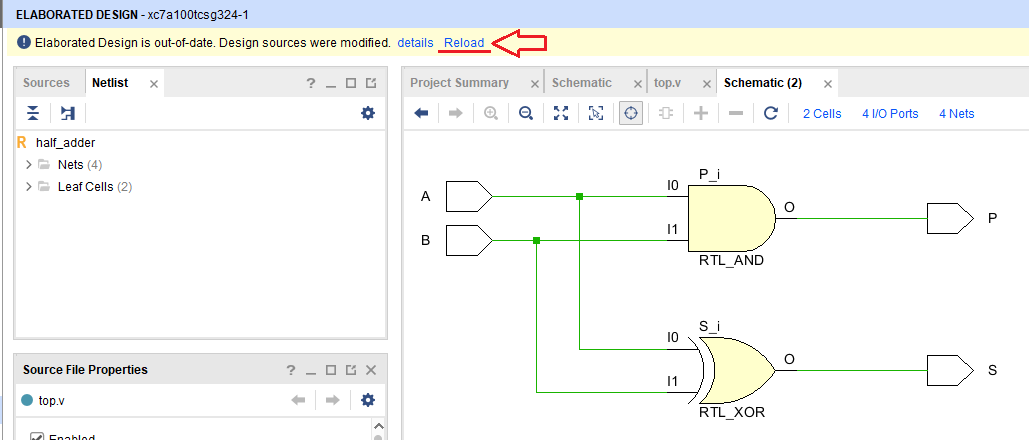 ELABORATED DESIGN - xc7a100tcsg324-1
Elaborated Design is out-of-date. Design sources were modified. details Reload
Sources Netlist
half_adder
Nets (4)
Leaf Cells (2)
Source File Properties
top.v
Enabled
Project Summary Schematic top.v Schematic (2)
2 Cells 4 I/O Ports 4 Nets
P_i
A I0 O P
B I1
RTL_AND
S_i
I0 O S
I1
RTL_XOR